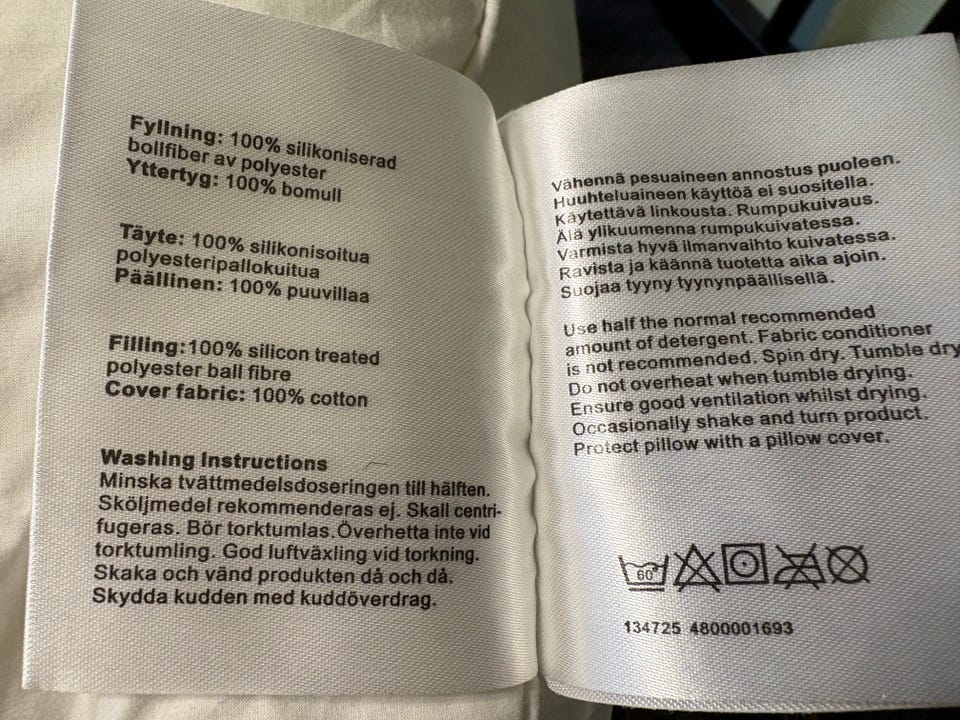 Fyllning: 100% silikoniserad
bollfiber av polyester
Yttertyg: 100% bomull
Täyte: 100% silikonisoitua
polyesteripallokuitua
Päällinen: 100% puuvillaa
Filling:100% silicon treated
polyester ball fibre
Cover fabric: 100% cotton
Washing Instructions
Minska tvättmedelsdoseringen till hälften.
Sköljmedel rekommenderas ej. Skall centri-
fugeras. Bör torktumlas.Överhetta inte vid
torktumling. God luftväxling vid torkning.
Skaka och vänd produkten då och då.
Skydda kudden med kuddöverdrag.
Vähennä pesuaineen annostus puoleen.
Huuhteluaineen käyttöä ei suositella.
Käytettävä linkousta. Rumpukuivaus.
Älä ylikuumenna rumpukuivatessa.
Varmista hyvä ilmanvaihto kuivatessa.
Ravista ja käännä tuotetta aika ajoin.
Suojaa tyyny tyynynpäällisellä.
Use half the normal recommended
amount of detergent. Fabric conditioner
is not recommended. Spin dry. Tumble dry
Do not overheat when tumble drying.
Ensure good ventilation whilst drying.
Occasionally shake and turn product.
Protect pillow with a pillow cover.
60°
134725 4800001693